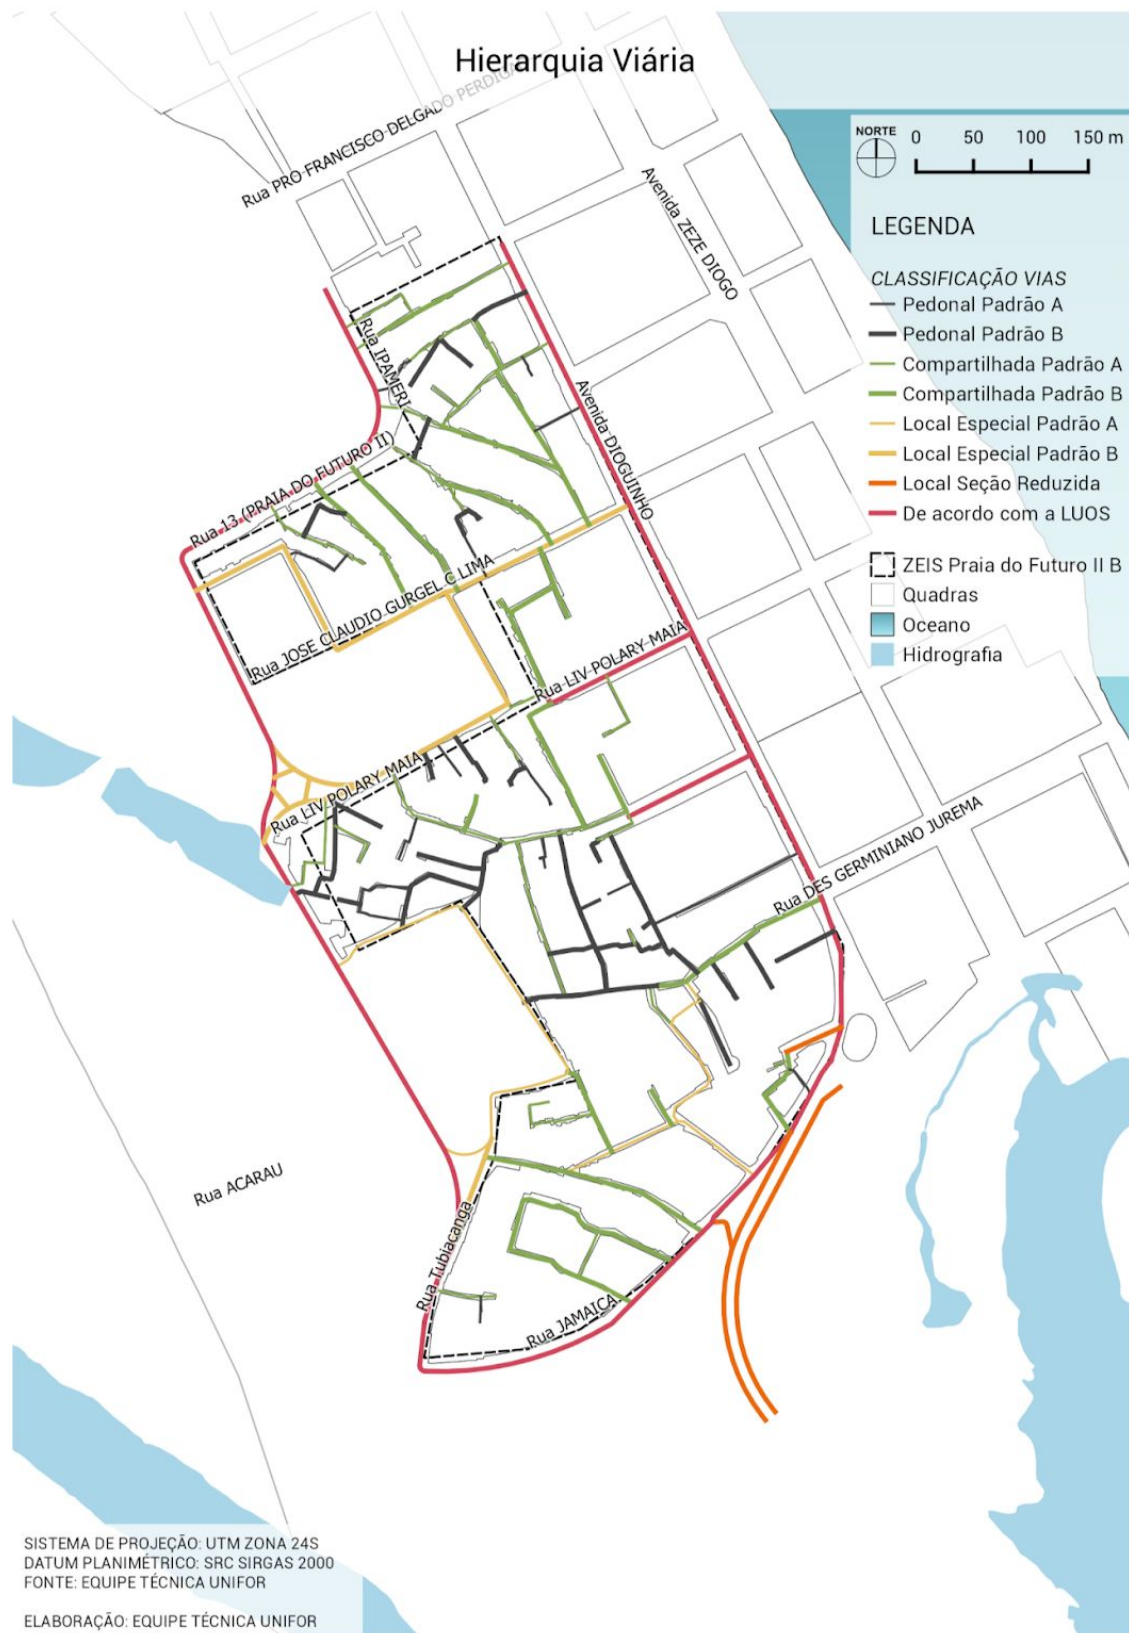 Hierarquia Viária
Rua PRO FRANCISCO DELGADO PERDIGA
NORTE
0 50 100 150 m
Avenida ZEZE DIOGO
LEGENDA
CLASSIFICAÇÃO VIAS
Pedonal Padrão A
Pedonal Padrão B
Compartilhada Padrão A
Compartilhada Padrão B
Local Especial Padrão A
Local Especial Padrão B
Local Seção Reduzida
De acordo com a LUOS
ZEIS Praia do Futuro II B
Quadras
Oceano
Hidrografia
Rua IPAMERI
Avenida DIOGUINHO
Rua 13 (PRAIA DO FUTURO II)
Rua JOSE CLAUDIO GURGEL C LIMA
Rua LIV POLARY MAIA
Rua LIV POLARY MAIA
Rua DES GERMINIANO JUREMA
Rua ACARAU
Rua Tubiacanga
Rua JAMAICA
SISTEMA DE PROJEÇÃO: UTM ZONA 24S
DATUM PLANIMÉTRICO: SRC SIRGAS 2000
FONTE: EQUIPE TÉCNICA UNIFOR
ELABORAÇÃO: EQUIPE TÉCNICA UNIFOR